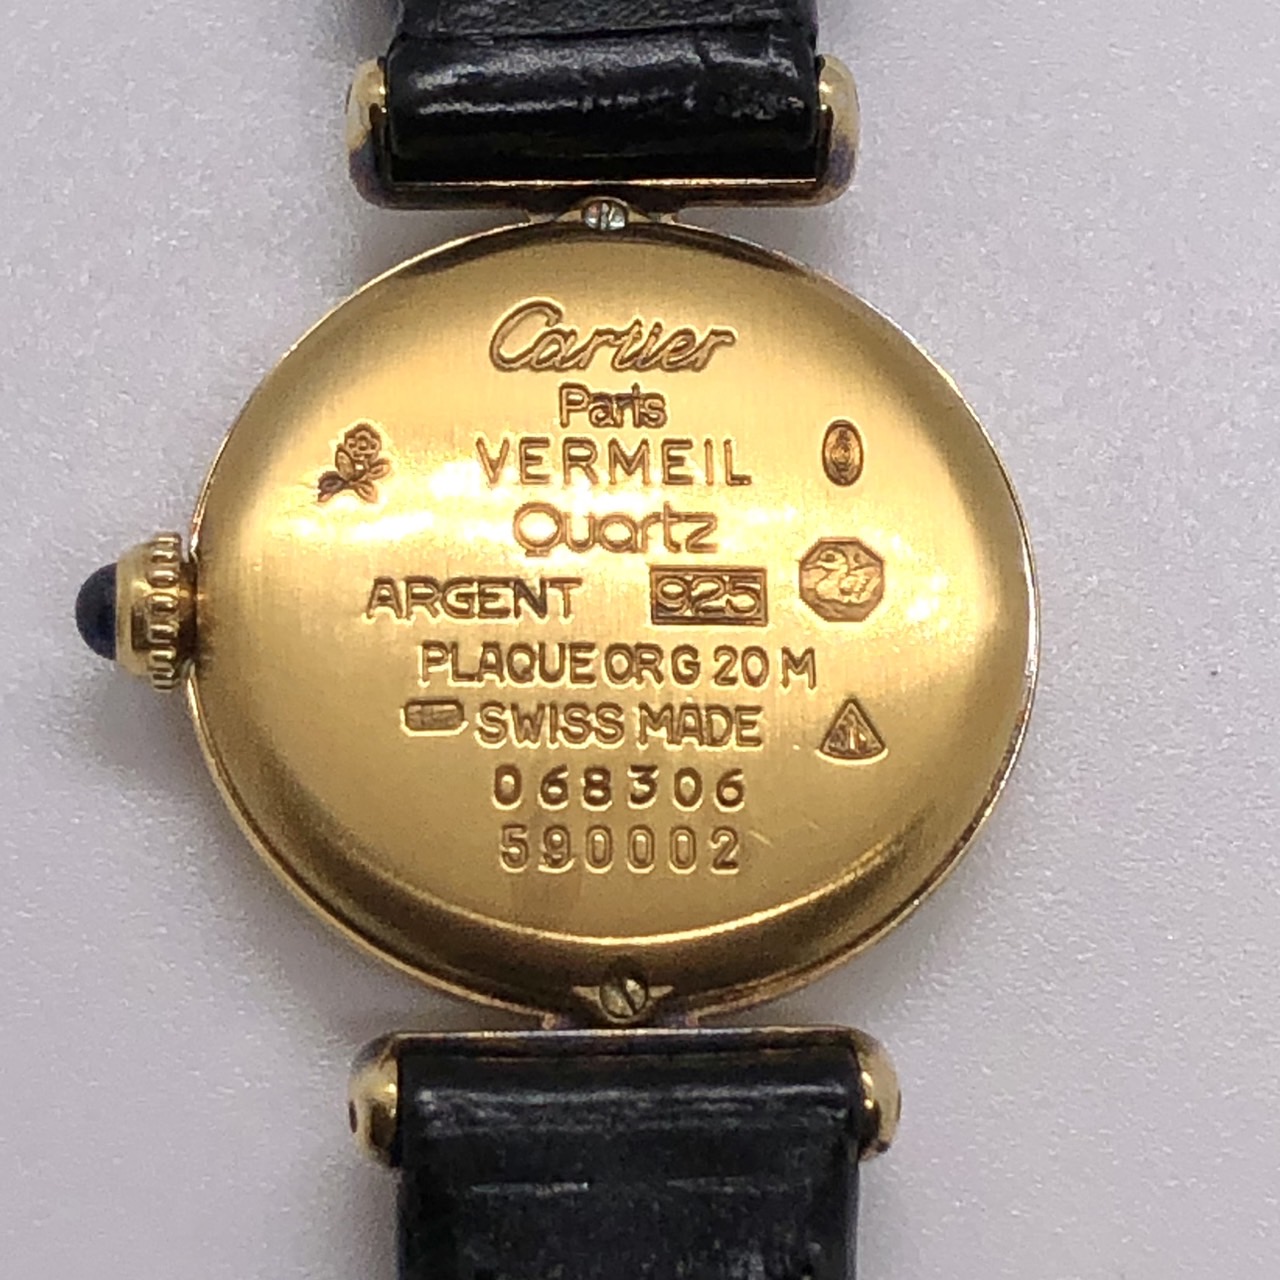 Cartier
Paris
VERMEIL
Quartz
ARGENT 925
PLAQUE OR G 20 M
SWISS MADE
068306
590002